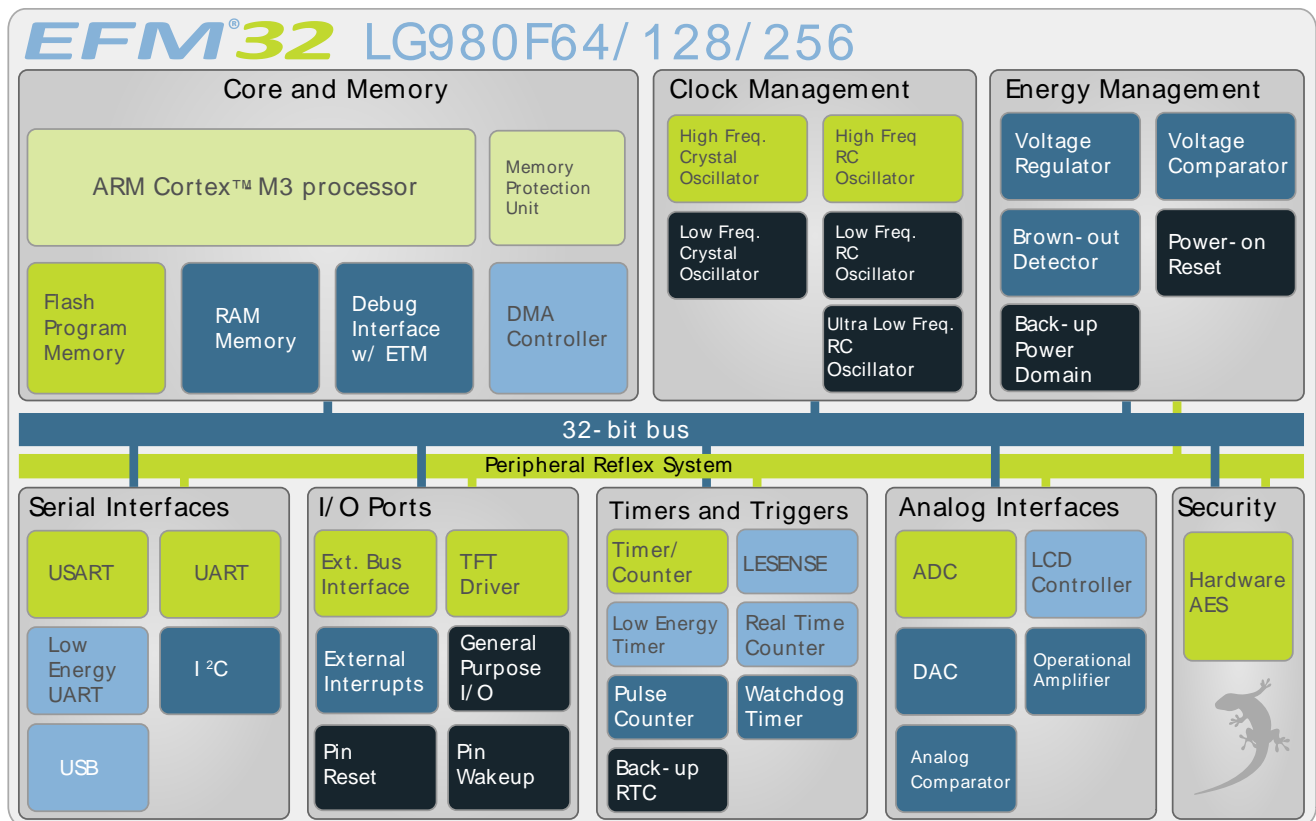 EFM®32 LG980F64/128/256
Core and Memory
ARM Cortex™ M3 processor
Memory
Protection
Unit
Flash
Program
Memory
RAM
Memory
Debug
Interface
w/ ETM
DMA
Controller
Clock Management
High Freq.
Crystal
Oscillator
High Freq
RC
Oscillator
Low Freq.
Crystal
Oscillator
Low Freq.
RC
Oscillator
Ultra Low Freq.
RC
Oscillator
Energy Management
Voltage
Regulator
Voltage
Comparator
Brown-out
Detector
Power-on
Reset
Back-up
Power
Domain
32-bit bus
Peripheral Reflex System
Serial Interfaces
USART
UART
Low
Energy
UART
I²C
USB
I/O Ports
Ext. Bus
Interface
TFT
Driver
External
Interrupts
General
Purpose
I/O
Pin
Reset
Pin
Wakeup
Timers and Triggers
Timer/
Counter
LESENSE
Low Energy
Timer
Real Time
Counter
Pulse
Counter
Watchdog
Timer
Back-up
RTC
Analog Interfaces
ADC
LCD
Controller
DAC
Operational
Amplifier
Analog
Comparator
Security
Hardware
AES